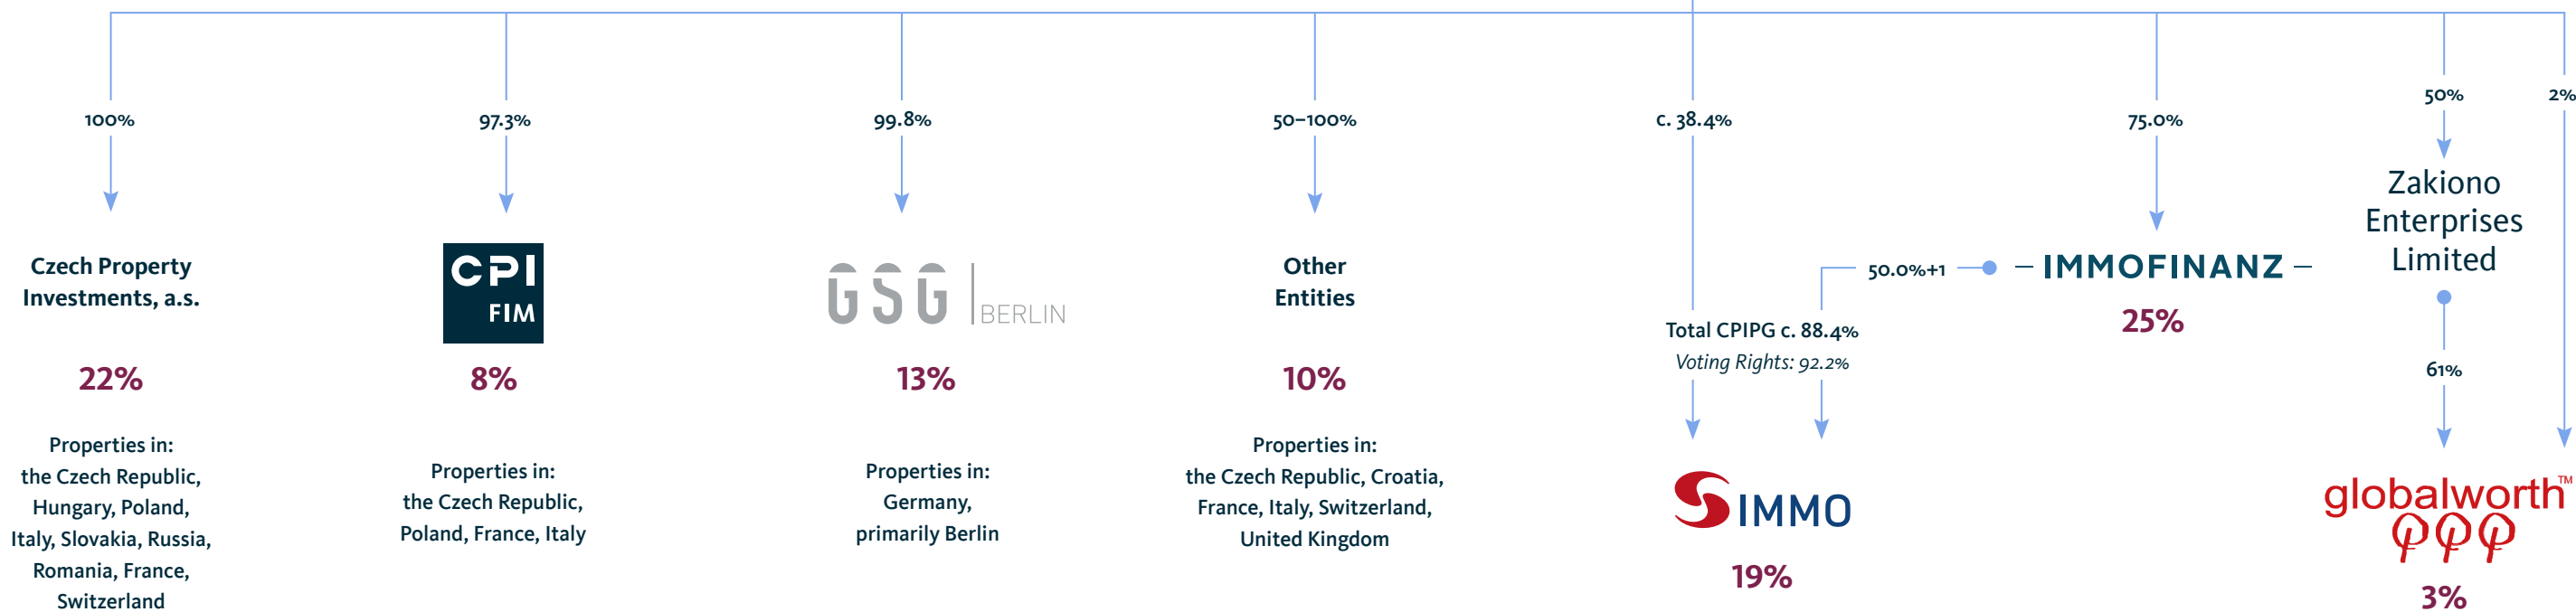 100%
97.3%
99.8%
50–100%
c. 38.4%
75.0%
50%
2%
Czech Property
Investments, a.s.
22%
Properties in:
the Czech Republic,
Hungary, Poland,
Italy, Slovakia, Russia,
Romania, France,
Switzerland
CPI
FIM
8%
Properties in:
the Czech Republic,
Poland, France, Italy
GSG BERLIN
13%
Properties in:
Germany,
primarily Berlin
Other
Entities
10%
Properties in:
the Czech Republic, Croatia,
France, Italy, Switzerland,
United Kingdom
50.0%+1
Total CPIPG c. 88.4%
Voting Rights: 92.2%
S IMMO
19%
– IMMOFINANZ –
25%
Zakiono
Enterprises
Limited
61%
globalworth™
3%